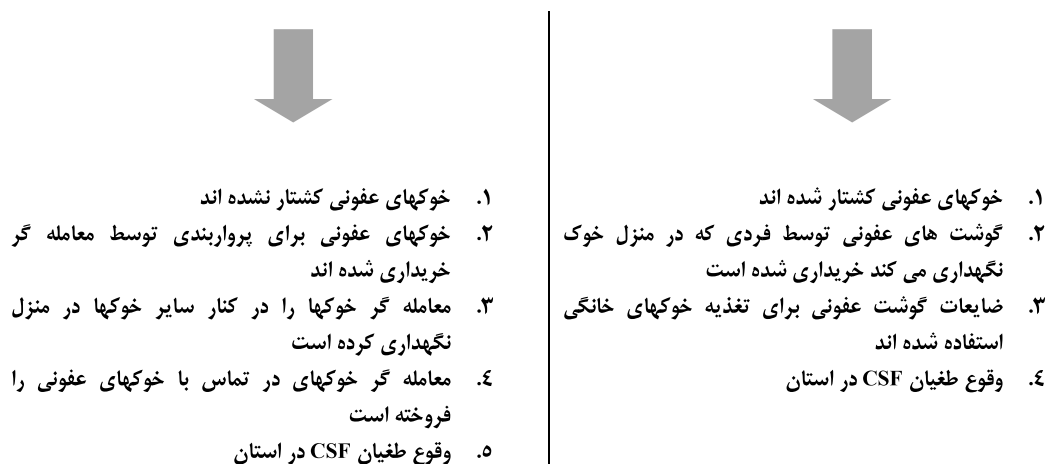 ۱. خوکهای عفونی کشتار شده اند
۲. گوشت های عفونی توسط فردی که در منزل خوک
نگهداری می کند خریداری شده است
۳. ضایعات گوشت عفونی برای تغذیه خوکهای خانگی
استفاده شده اند
٤. وقوع طغیان CSF در استان
۱. خوکهای عفونی کشتار نشده اند
۲. خوکهای عفونی برای پرواربندی توسط معامله گر
خریداری شده اند
۳. معامله گر خوکها را در کنار سایر خوکها در منزل
نگهداری کرده است
٤. معامله گر خوکهای در تماس با خوکهای عفونی را
فروخته است
٥. وقوع طغیان CSF در استان